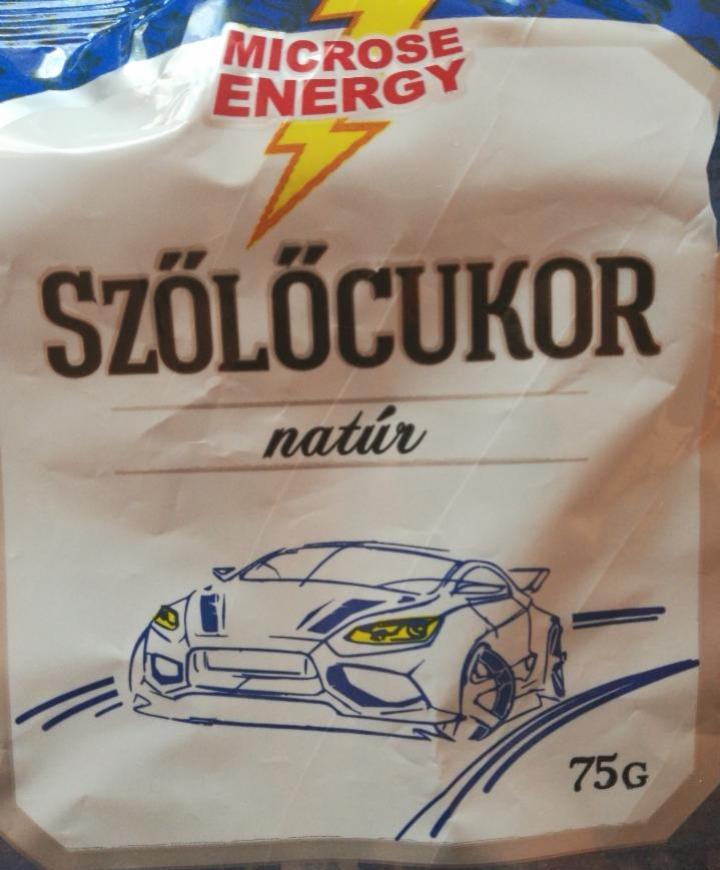 MICROSE
ENERGY
SZŐLŐCUKOR
natúr
75G